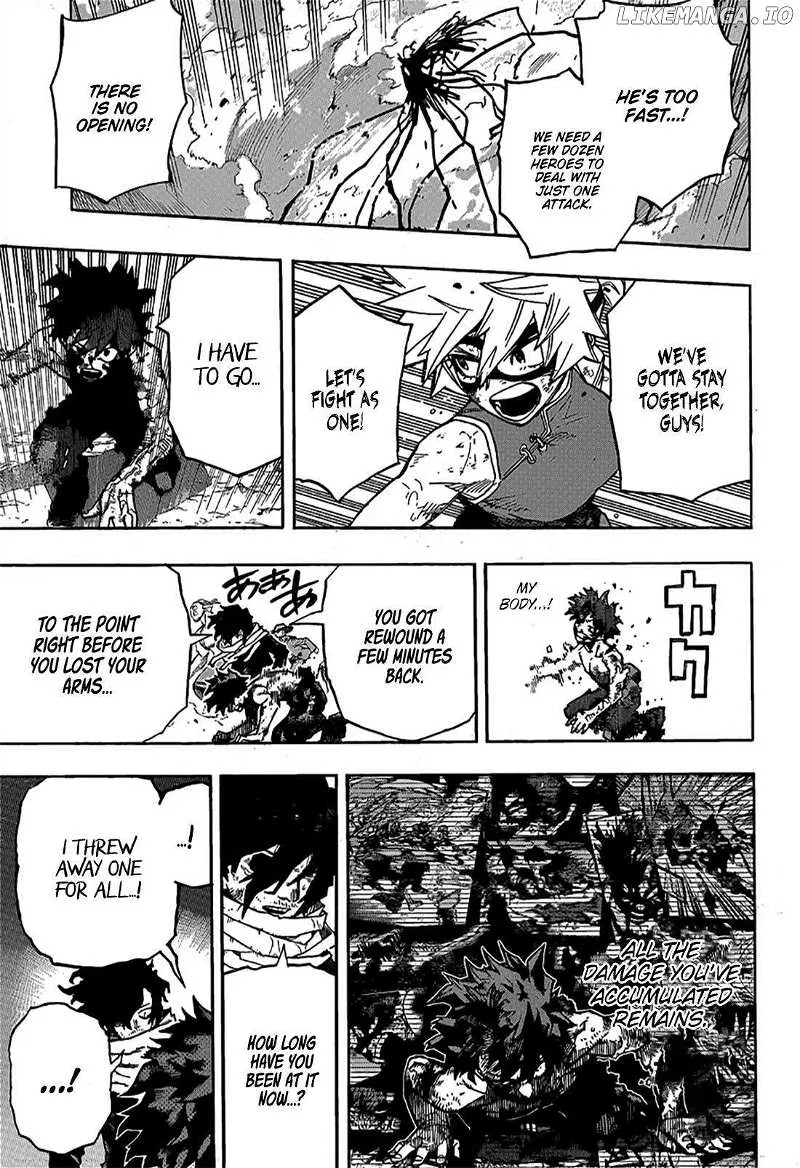 LIKEMANGA.IO
HE'S TOO
FAST...!
WE NEED A
FEW DOZEN
HEROES TO
DEAL WITH
JUST ONE
ATTACK.
THERE
IS NO
OPENING!
WE'VE
GOTTA STAY
TOGETHER,
GUYS!
LET'S
FIGHT AS
ONE!
I HAVE
TO GO...
MY
BODY...!
カクッ
YOU GOT
REWOUND A
FEW MINUTES
BACK.
あぁあぁ
TO THE POINT
RIGHT BEFORE
YOU LOST YOUR
ARMS...
ALL THE
DAMAGE YOU'VE
ACCUMULATED
REMAINS.
HOW LONG
HAVE YOU
BEEN AT IT
NOW...?
...!
I THREW
AWAY ONE
FOR ALL...!
....!